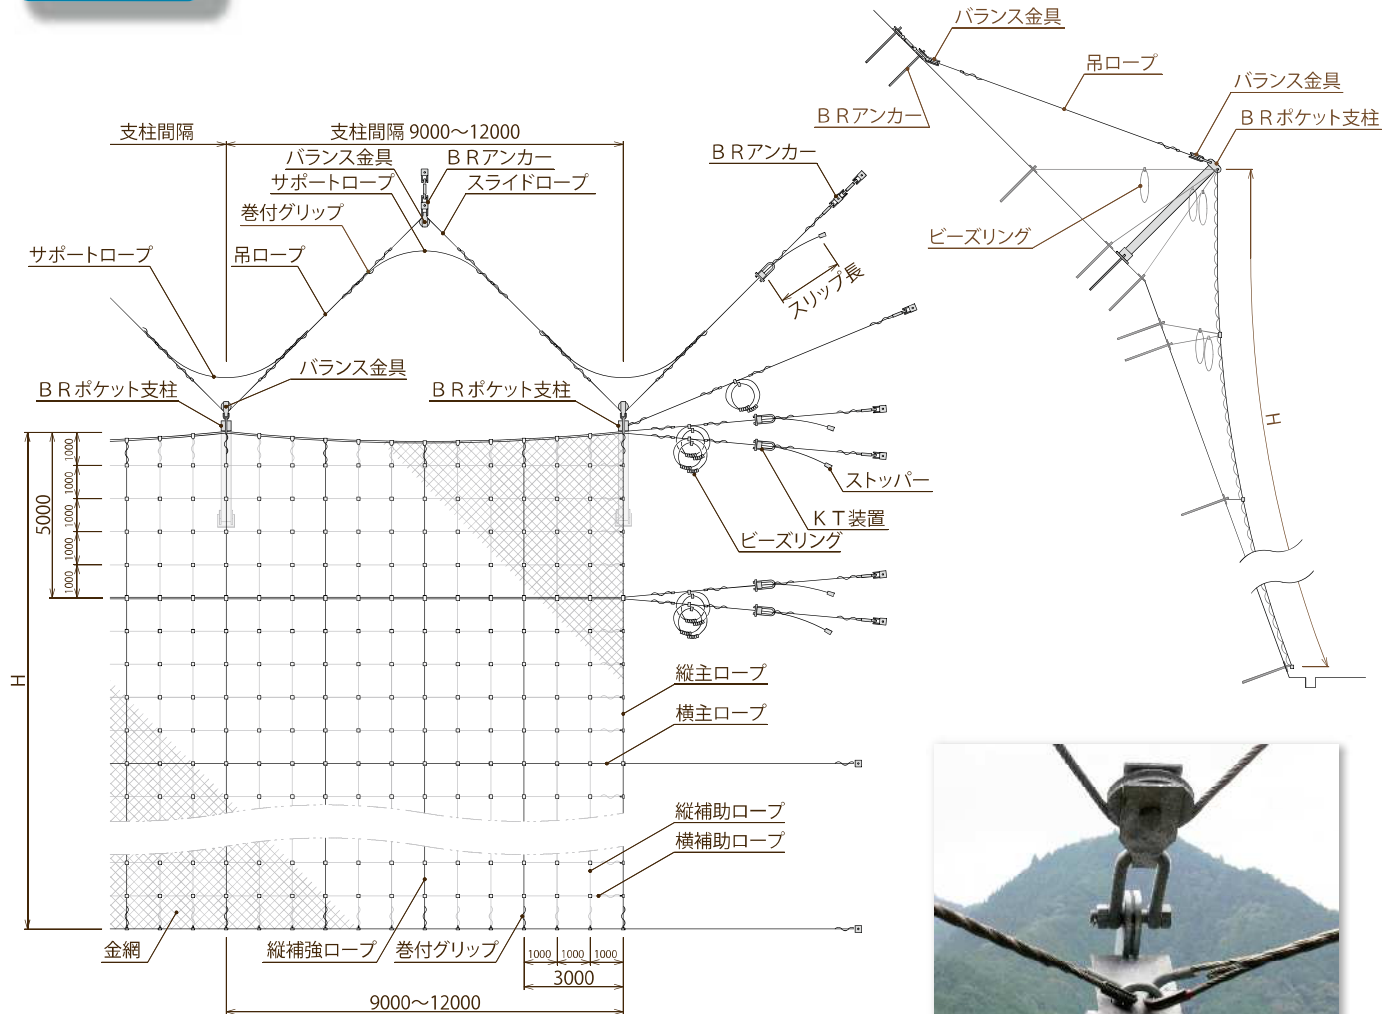 バランス金具
吊ロープ
バランス金具
BRアンカー
BRポケット支柱
支柱間隔
支柱間隔 9000～12000
バランス金具
BRアンカー
BRアンカー
サポートロープ
スライドロープ
巻付グリップ
サポートロープ
吊ロープ
スリップ長
ビーズリング
バランス金具
BRポケット支柱
BRポケット支柱
H
1000
1000
1000
1000
1000
5000
ストッパー
KT装置
ビーズリング
H
縦主ロープ
横主ロープ
縦補助ロープ
横補助ロープ
金網
縦補強ロープ
巻付グリップ
1000
1000
1000
3000
9000～12000